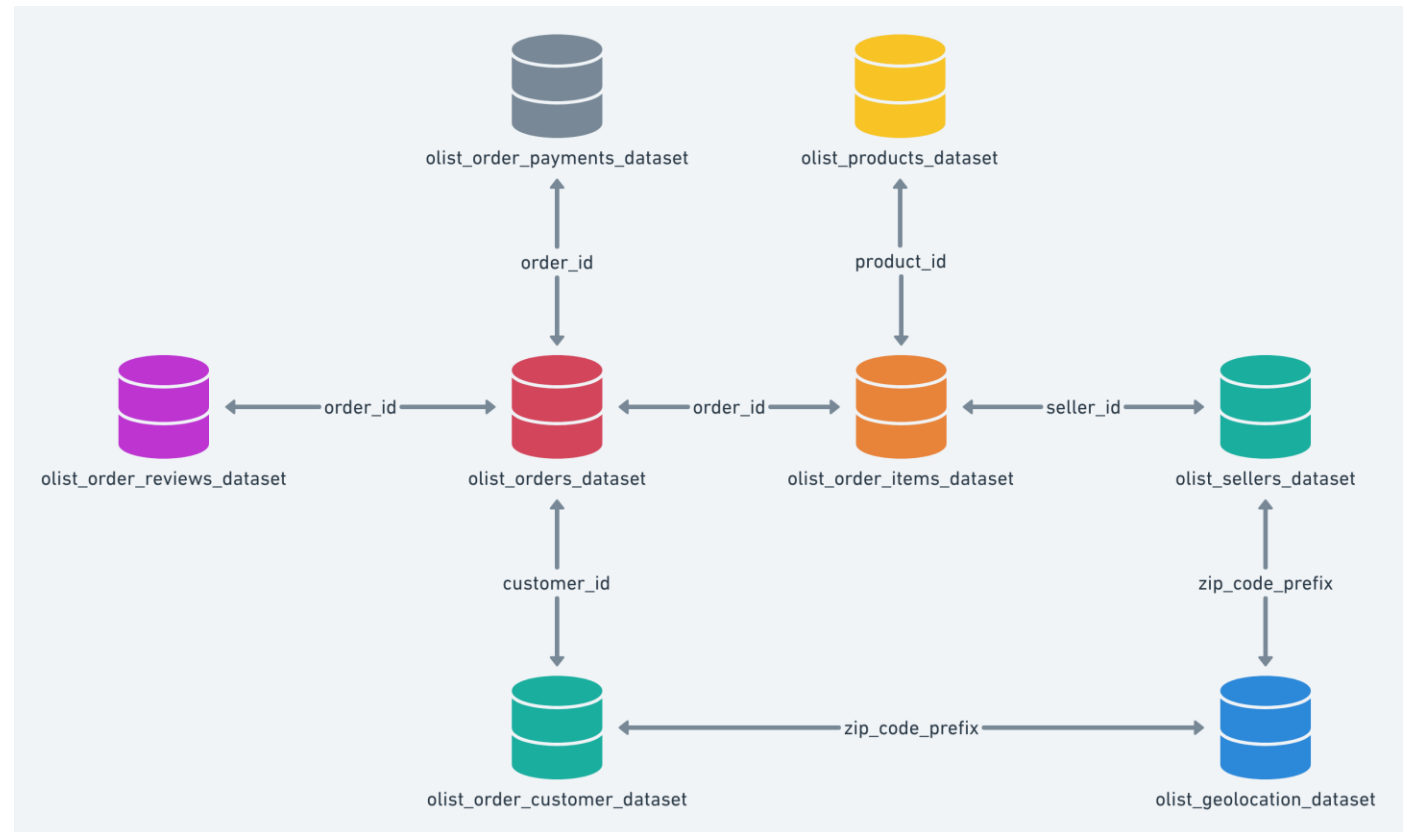 olist_order_payments_dataset
olist_products_dataset
order_id
product_id
order_id
order_id
seller_id
olist_order_reviews_dataset
olist_orders_dataset
olist_order_items_dataset
olist_sellers_dataset
customer_id
zip_code_prefix
zip_code_prefix
olist_order_customer_dataset
olist_geolocation_dataset